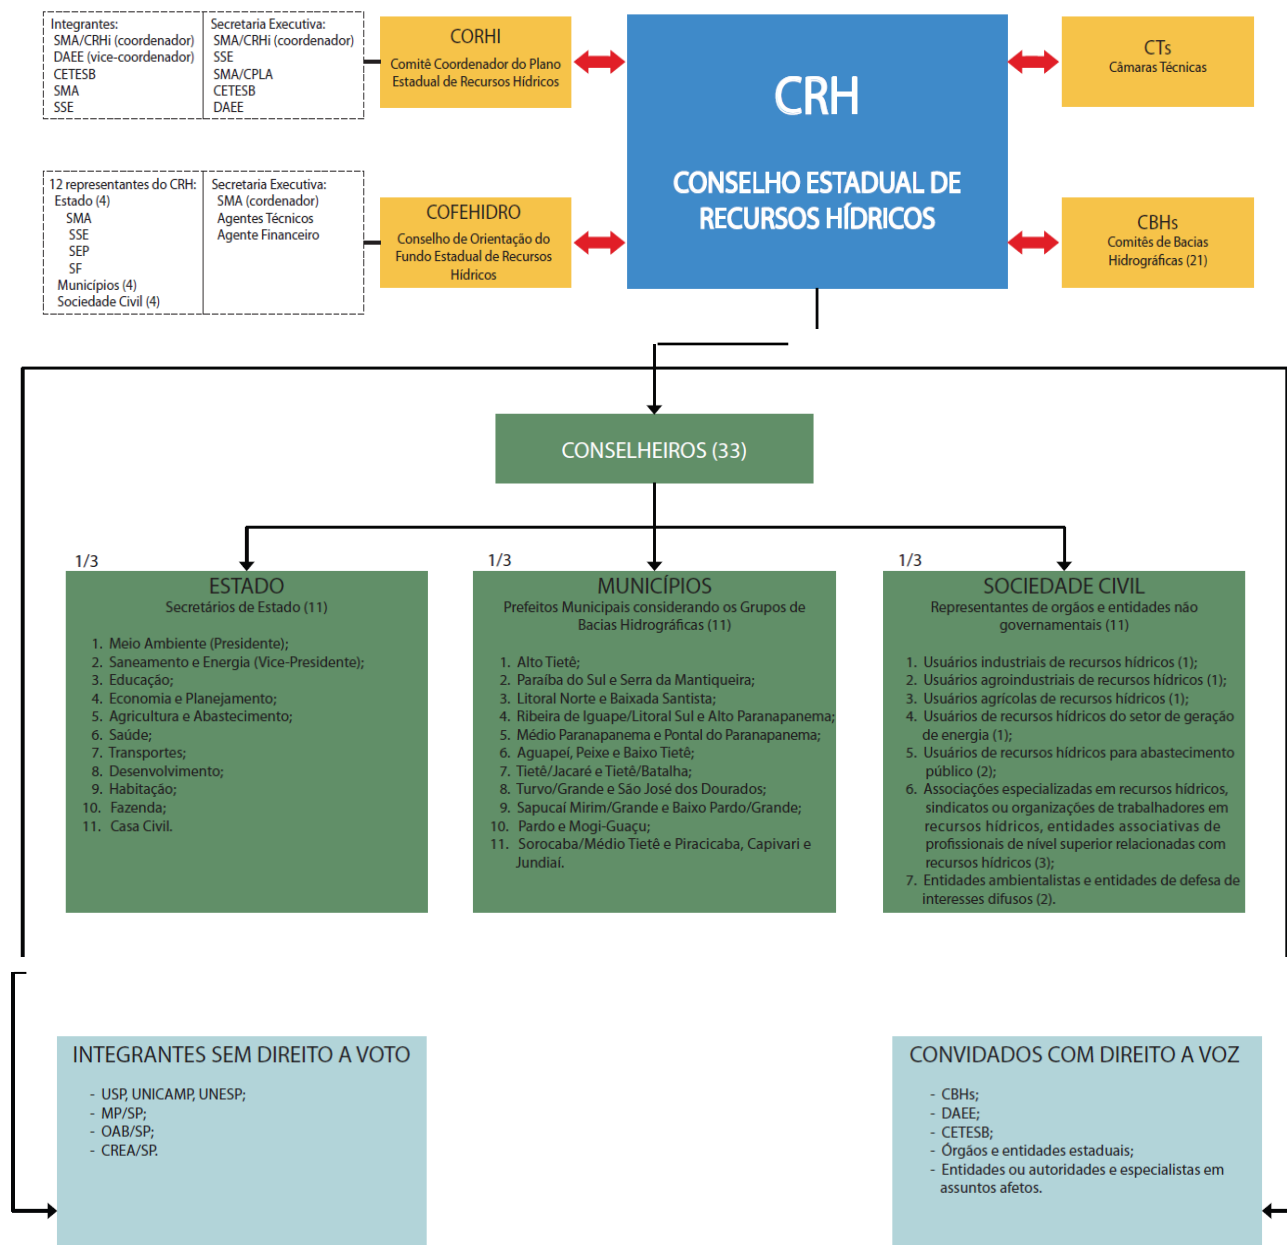 Integrantes:
SMA/CRHi (coordenador)
DAEE (vice-coordenador)
CETESB
SMA
SSE
Secretaria Executiva:
SMA/CRHi (coordenador)
SSE
SMA/CPLA
CETESB
DAEE
CORHI
Comitê Coordenador do Plano
Estadual de Recursos Hídricos
CRH
CONSELHO ESTADUAL DE
RECURSOS HÍDRICOS
CTs
Câmaras Técnicas
12 representantes do CRH:
Estado (4)
SMA
SSE
SEP
SF
Municípios (4)
Sociedade Civil (4)
Secretaria Executiva:
SMA (cordenador)
Agentes Técnicos
Agente Financeiro
COFEHIDRO
Conselho de Orientação do
Fundo Estadual de Recursos
Hídricos
CBHs
Comitês de Bacias
Hidrográficas (21)
CONSELHEIROS (33)
1/3
ESTADO
Secretários de Estado (11)
1. Meio Ambiente (Presidente);
2. Saneamento e Energia (Vice-Presidente);
3. Educação;
4. Economia e Planejamento;
5. Agricultura e Abastecimento;
6. Saúde;
7. Transportes;
8. Desenvolvimento;
9. Habitação;
10. Fazenda;
11. Casa Civil.
1/3
MUNICÍPIOS
Prefeitos Municipais considerando os Grupos de
Bacias Hidrográficas (11)
1. Alto Tietê;
2. Paraíba do Sul e Serra da Mantiqueira;
3. Litoral Norte e Baixada Santista;
4. Ribeira de Iguape/Litoral Sul e Alto Paranapanema;
5. Médio Paranapanema e Pontal do Paranapanema;
6. Aguapeí, Peixe e Baixo Tietê;
7. Tietê/Jacaré e Tietê/Batalha;
8. Turvo/Grande e São José dos Dourados;
9. Sapucaí Mirim/Grande e Baixo Pardo/Grande;
10. Pardo e Mogi-Guaçu;
11. Sorocaba/Médio Tietê e Piracicaba, Capivari e
Jundiaí.
1/3
SOCIEDADE CIVIL
Representantes de orgãos e entidades não
governamentais (11)
1. Usuários industriais de recursos hídricos (1);
2. Usuários agroindustriais de recursos hídricos (1);
3. Usuários agrícolas de recursos hídricos (1);
4. Usuários de recursos hídricos do setor de geração
de energia (1);
5. Usuários de recursos hídricos para abastecimento
público (2);
6. Associações especializadas em recursos hídricos,
sindicatos ou organizações de trabalhadores em
recursos hídricos, entidades associativas de
profissionais de nível superior relacionadas com
recursos hídricos (3);
7. Entidades ambientalistas e entidades de defesa de
interesses difusos (2).
INTEGRANTES SEM DIREITO A VOTO
- USP, UNICAMP, UNESP;
- MP/SP;
- OAB/SP;
- CREA/SP.
CONVIDADOS COM DIREITO A VOZ
- CBHs;
- DAEE;
- CETESB;
- Órgãos e entidades estaduais;
- Entidades ou autoridades e especialistas em
assuntos afetos.